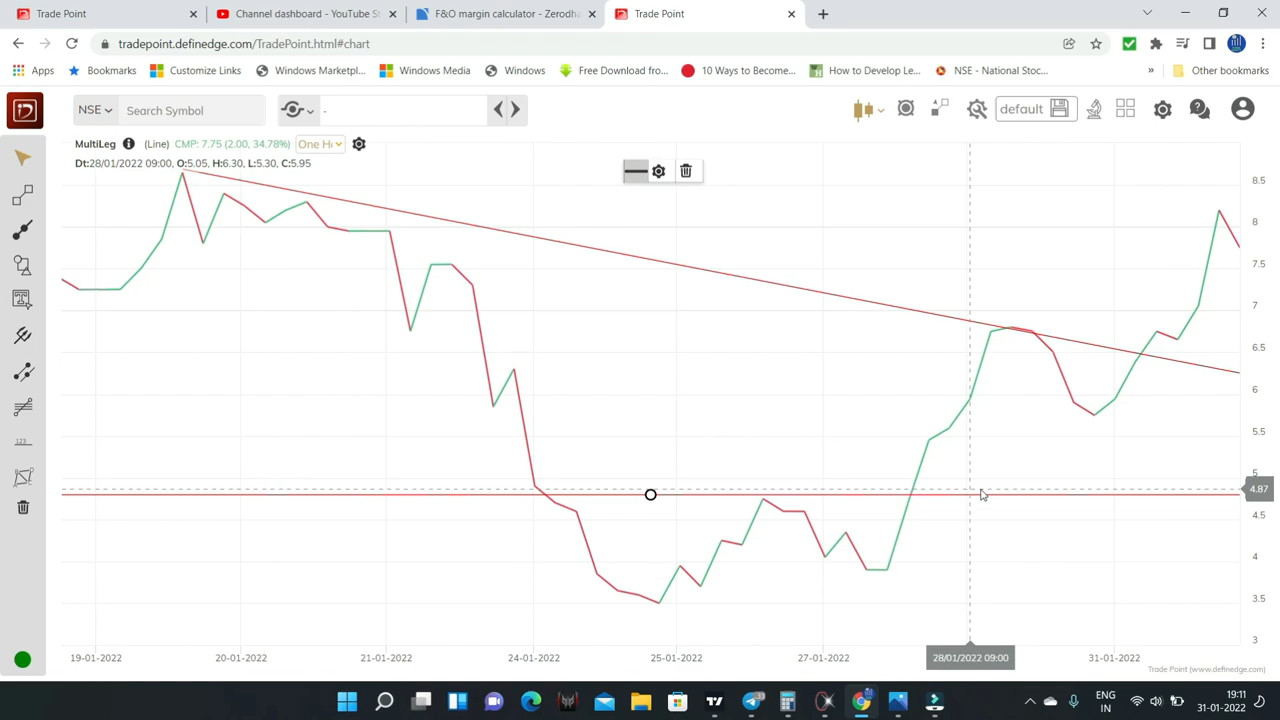 Trade Point
Channel dashboard - YouTube St
F&O margin calculator - Zerodha
Trade Point
tradepoint.definedge.com/TradePoint.html#chart
Apps
Bookmarks
Customize Links
Windows Marketpl...
Windows Media
Windows
Free Download fro...
10 Ways to Become...
How to Develop Le...
NSE - National Stoc...
»
Other bookmarks
NSE
Search Symbol
-
default
MultiLeg
(Line)
CMP: 7.75 (2.00, 34.78%)
One H
Dt:28/01/2022 09:00, O:5.05, H:6.30, L:5.30, C:5.95
8.5
8
7.5
7
6.5
6
5.5
5
4.87
4.5
4
3.5
3
123
19-01-2022
20-01-2022
21-01-2022
24-01-2022
25-01-2022
27-01-2022
28/01/2022 09:00
31-01-2022
Trade Point (www.definedge.com)
ENG
IN
19:11
31-01-2022